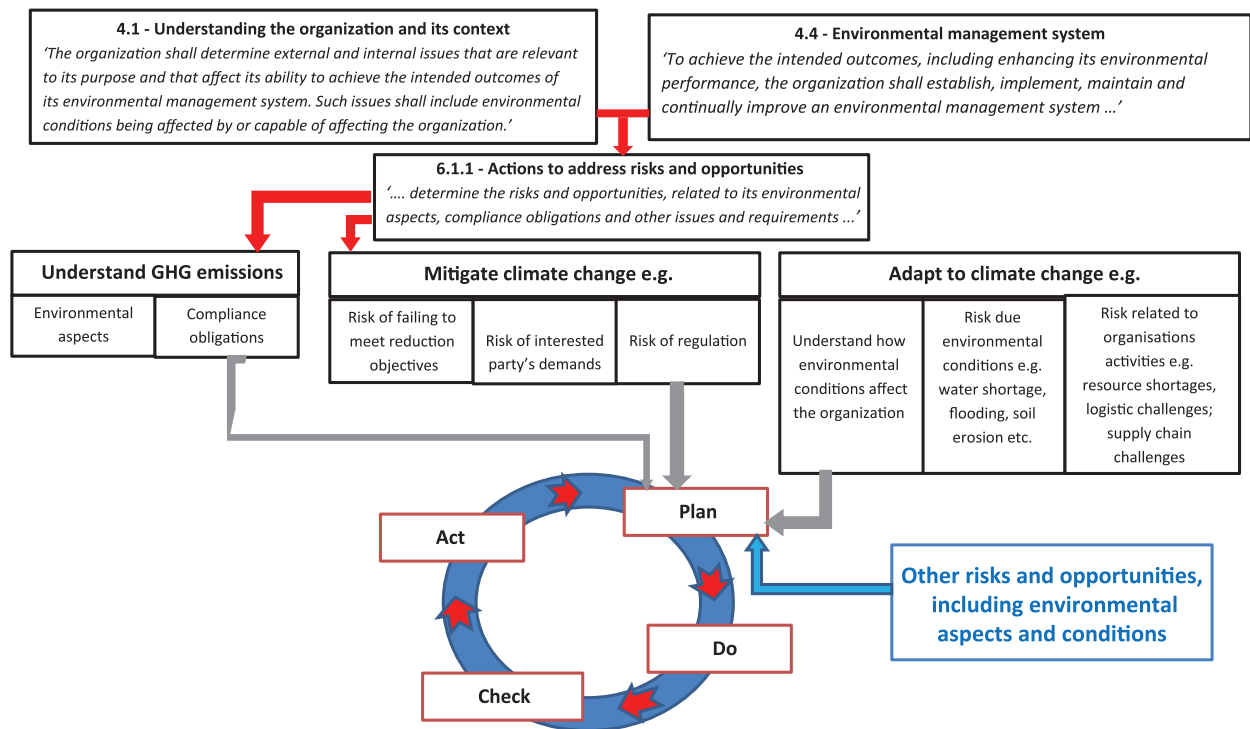 4.1 - Understanding the organization and its context
‘The organization shall determine external and internal issues that are relevant
to its purpose and that affect its ability to achieve the intended outcomes of
its environmental management system. Such issues shall include environmental
conditions being affected by or capable of affecting the organization.’
4.4 - Environmental management system
‘To achieve the intended outcomes, including enhancing its environmental
performance, the organization shall establish, implement, maintain and
continually improve an environmental management system …’
6.1.1 - Actions to address risks and opportunities
‘…. determine the risks and opportunities, related to its environmental
aspects, compliance obligations and other issues and requirements …’
Understand GHG emissions
Environmental
aspects
Compliance
obligations
Mitigate climate change e.g.
Risk of failing to
meet reduction
objectives
Risk of interested
party’s demands
Risk of regulation
Adapt to climate change e.g.
Understand how
environmental
conditions affect
the organization
Risk due
environmental
conditions e.g.
water shortage,
flooding, soil
erosion etc.
Risk related to
organisations
activities e.g.
resource shortages,
logistic challenges;
supply chain
challenges
Plan
Act
Do
Check
Other risks and opportunities,
including environmental
aspects and conditions